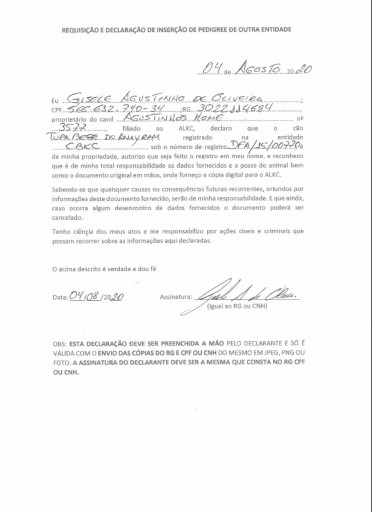 REQUISIÇÃO E DECLARAÇÃO DE INSERÇÃO DE PEDIGREE DE OUTRA ENTIDADE
04 de AGOSTO 2020
Eu GISELE AGUSTINHO DE OLIVEIRA ;
CPF 565.632.740-34 ;RG 3022114684 ;
proprietário do canil AGUSTINHOS HOME nº
3577 , filiado ao ALKC, declaro que o cão
TUPA BEBE DO ANAYRAM registrado na entidade
CBKC sob o número de registro DFA/15/00720
de minha propriedade, autorizo que seja feito o registro em meu nome, e reconheço
que é de minha total responsabilidade os dados fornecidos e a posse do animal bem
como o documento original em mãos, onde forneço a cópia digital para o ALKC.
Sabendo-se que quaisquer causas ou consequências futuras recorrentes, oriundos por
informações deste documento fornecido, serão de minha responsabilidade. E que ainda,
caso ocorra algum desencontro de dados fornecidos o documento poderá ser
cancelado.
Tenho ciência dos meus atos e me responsabilizo por ações cíveis e criminais que
possam recorrer sobre as informações aqui declaradas.
O acima descrito é verdade e dou fé
Data: 04/08/2020 Assinatura:
(Igual ao RG ou CNH)
OBS: ESTA DECLARAÇÃO DEVE SER PREENCHIDA A MÃO PELO DECLARANTE E SÓ É
VÁLIDA COM O ENVIO DAS CÓPIAS DO RG E CPF OU CNH DO MESMO EM JPEG, PNG OU
FOTO. A ASSINATURA DO DECLARANTE DEVE SER A MESMA QUE CONSTA NO RG CPF
OU CNH.